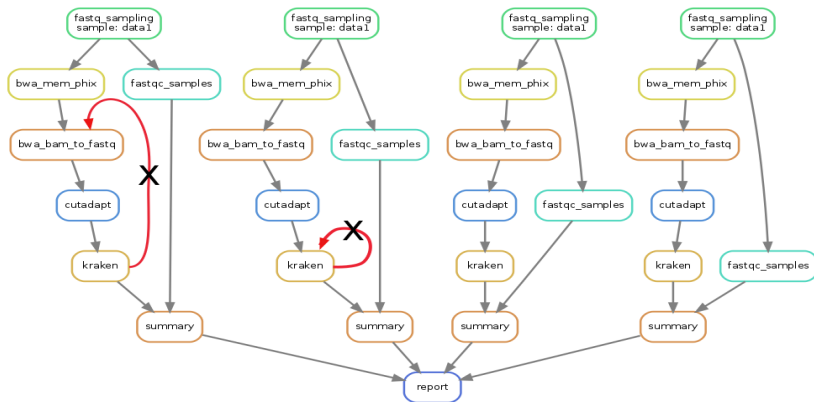 fastq_sampling
sample: data1
fastq_sampling
sample: data1
fastq_sampling
sample: data1
fastq_sampling
sample: data1
bwa_mem_phix
fastqc_samples
bwa_mem_phix
bwa_mem_phix
bwa_mem_phix
bwa_bam_to_fastq
bwa_bam_to_fastq
fastqc_samples
bwa_bam_to_fastq
bwa_bam_to_fastq
X
cutadapt
cutadapt
cutadapt
fastqc_samples
cutadapt
X
kraken
kraken
kraken
kraken
fastqc_samples
summary
summary
summary
summary
report